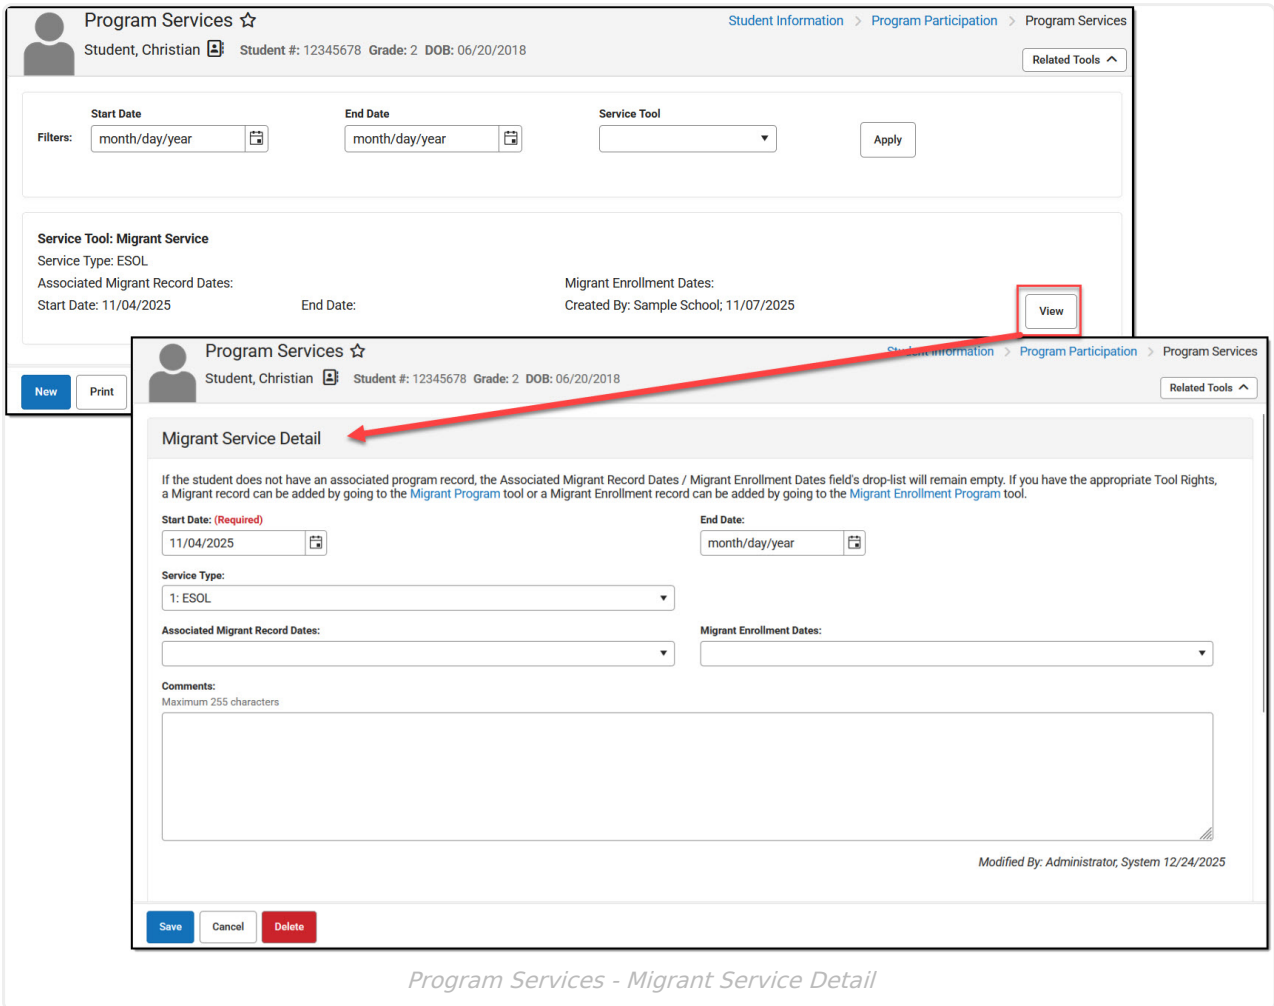 Program Services
Student Information > Program Participation > Program Services
Student, Christian Student #: 12345678 Grade: 2 DOB: 06/20/2018
Related Tools
Start Date
End Date
Service Tool
Filters:
month/day/year
month/day/year
Apply
Service Tool: Migrant Service
Service Type: ESOL
Associated Migrant Record Dates:
Migrant Enrollment Dates:
Start Date: 11/04/2025
End Date:
Created By: Sample School; 11/07/2025
View
New
Print
Program Services
Student Information > Program Participation > Program Services
Student, Christian Student #: 12345678 Grade: 2 DOB: 06/20/2018
Related Tools
Migrant Service Detail
If the student does not have an associated program record, the Associated Migrant Record Dates / Migrant Enrollment Dates field's drop-list will remain empty. If you have the appropriate Tool Rights,
a Migrant record can be added by going to the Migrant Program tool or a Migrant Enrollment record can be added by going to the Migrant Enrollment Program tool.
Start Date: (Required)
End Date:
11/04/2025
month/day/year
Service Type:
1: ESOL
Associated Migrant Record Dates:
Migrant Enrollment Dates:
Comments:
Maximum 255 characters
Modified By: Administrator, System 12/24/2025
Save
Cancel
Delete
Program Services - Migrant Service Detail